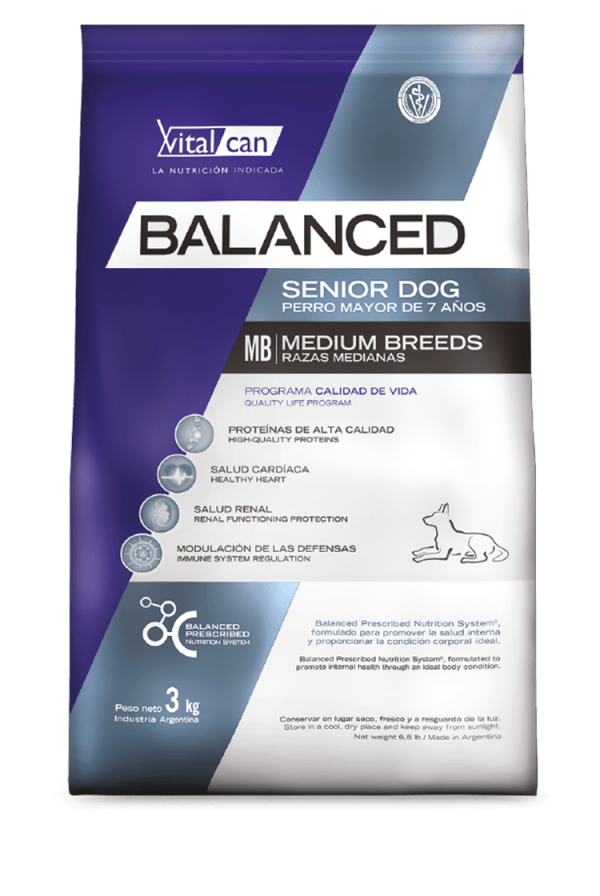 Vital can
LA NUTRICIÓN INDICADA
BALANCED
SENIOR DOG
PERRO MAYOR DE 7 AÑOS
MB MEDIUM BREEDS
RAZAS MEDIANAS
PROGRAMA CALIDAD DE VIDA
QUALITY LIFE PROGRAM
PROTEÍNAS DE ALTA CALIDAD
HIGH-QUALITY PROTEINS
SALUD CARDÍACA
HEALTHY HEART
SALUD RENAL
RENAL FUNCTIONING PROTECTION
MODULACIÓN DE LAS DEFENSAS
IMMUNE SYSTEM REGULATION
BALANCED
PRESCRIBED
NUTRITION SYSTEM
Balanced Prescribed Nutrition System®,
formulado para promover la salud interna
y proporcionar la condición corporal ideal.
Balanced Prescribed Nutrition System®, formulated to
promote internal health through an ideal body condition.
Peso neto 3 kg
Industria Argentina
Conservar en lugar seco, fresco y a resguardo de la luz.
Store in a cool, dry place and keep away from sunlight.
Net weight 6,6 lb / Made in Argentina